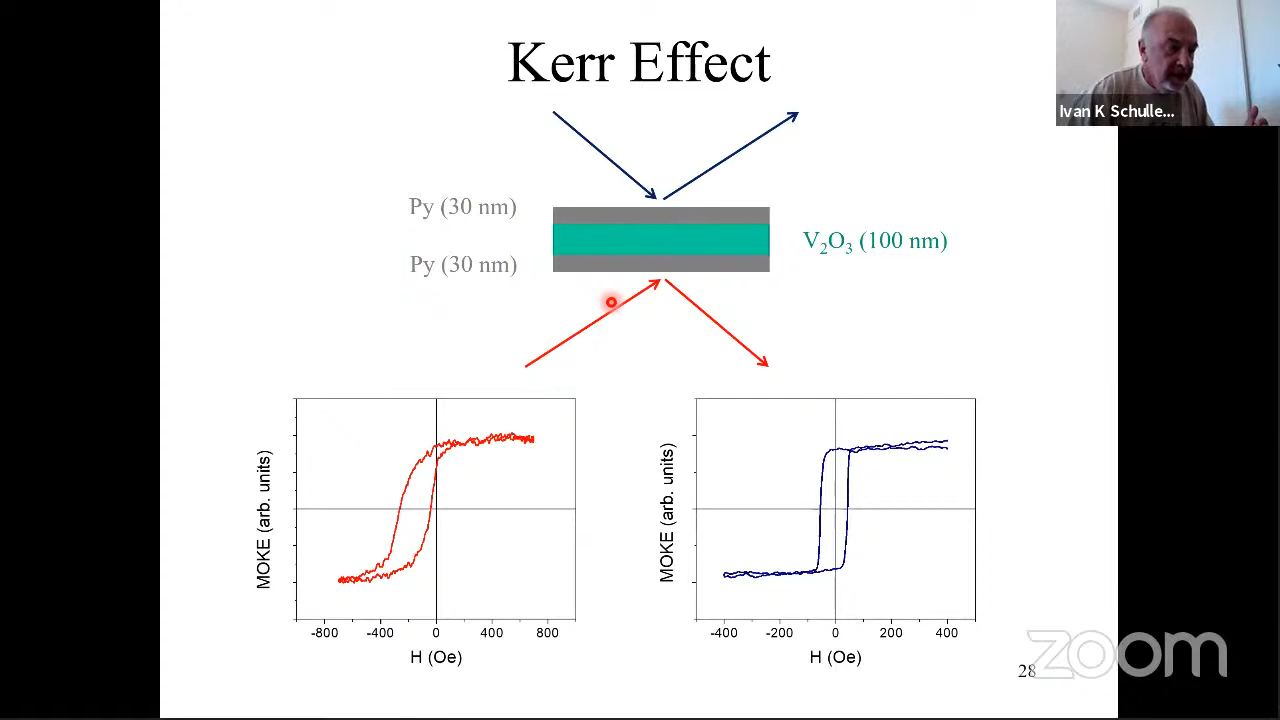 Kerr Effect
Ivan K Schulle...
Py (30 nm)
V₂O₃ (100 nm)
Py (30 nm)
MOKE (arb. units)
-800 -400 0 400 800
H (Oe)
MOKE (arb. units)
-400 -200 0 200 400
H (Oe)
28
zoom